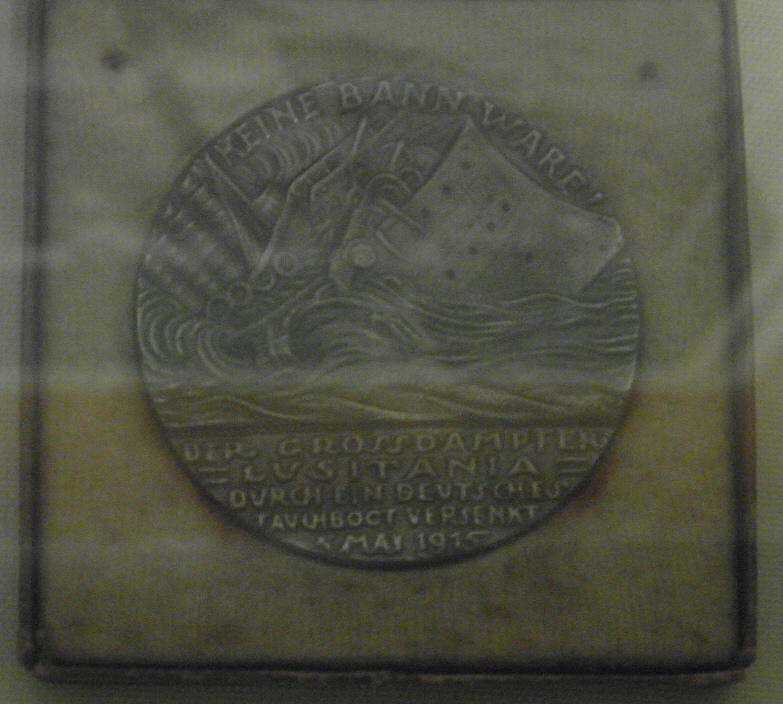 KEINE BANNWARE!
DER GROSSDAMPFER
= LUSITANIA =
DURCH EIN DEUTSCHES
TAUCHBOOT VERSENKT
5 MAI 1915